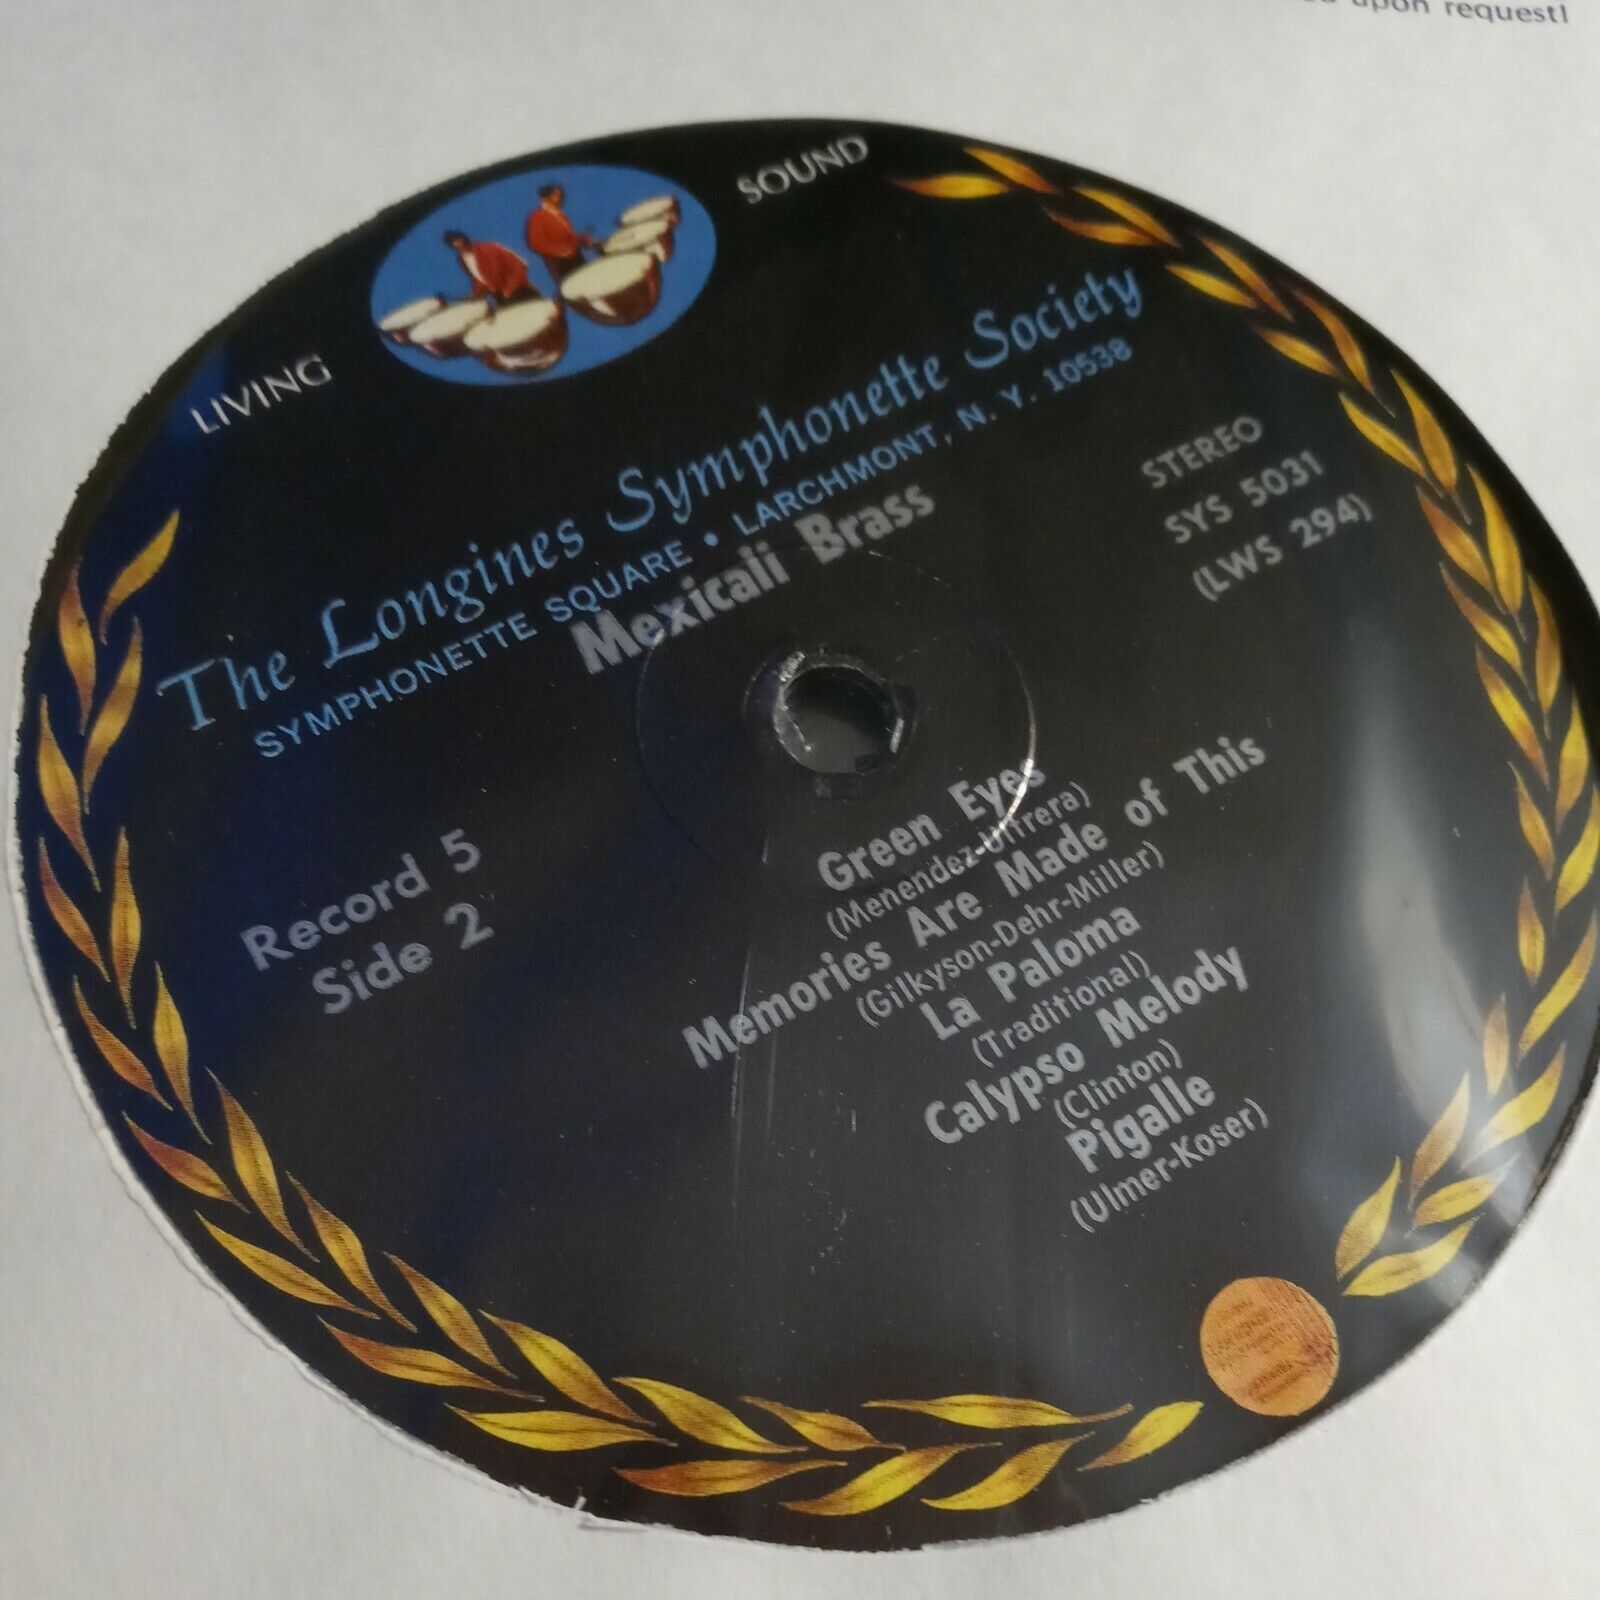 upon request!
LIVING SOUND
The Longines Symphonette Society
SYMPHONETTE SQUARE • LARCHMONT, N. Y. 10538
Mexicali Brass
STEREO
SYS 5031
(LWS 294)
Record 5
Side 2
Green Eyes
(Menendez-Utrera)
Memories Are Made of This
(Gilkyson-Dehr-Miller)
La Paloma
(Traditional)
Calypso Melody
(Clinton)
Pigalle
(Ulmer-Koser)